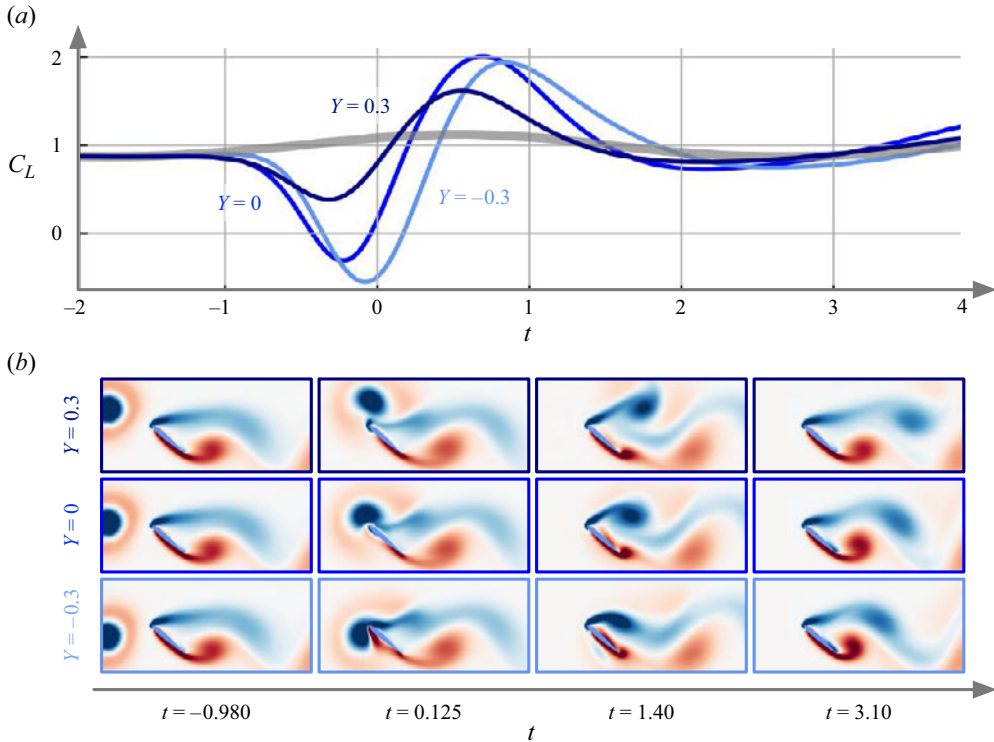 (a)
2
1
0
C_L
Y = 0.3
Y = 0
Y = −0.3
−2
−1
0
1
2
3
4
t
(b)
Y = 0.3
Y = 0
Y = −0.3
t = −0.980
t = 0.125
t = 1.40
t = 3.10
t